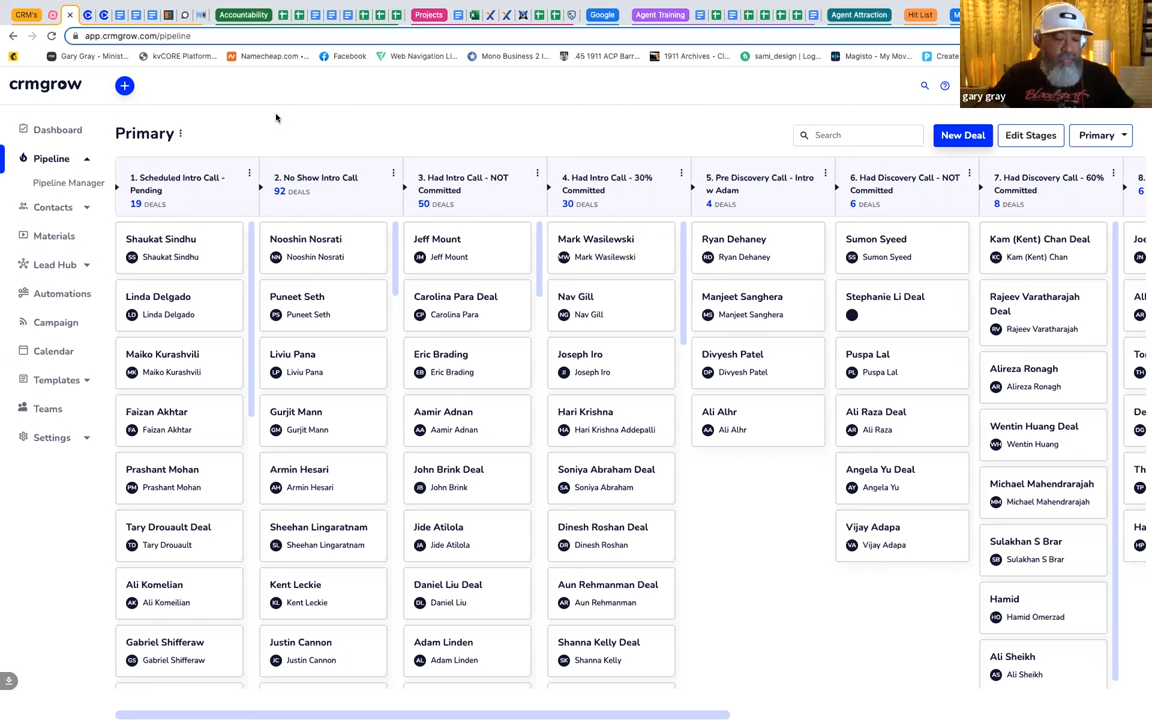 CRM's
Accountability
Projects
Google
Agent Training
Agent Attraction
Hit List
app.crmgrow.com/pipeline
Gary Gray - Minist...
kvCORE Platform...
Namecheap.com •...
Facebook
Web Navigation Li...
Mono Business 2 l...
.45 1911 ACP Barr...
1911 Archives - Cl...
sami_design | Log...
Magisto - My Mov...
Create
gary gray
crmgrow
Dashboard
Pipeline
Pipeline Manager
Contacts
Materials
Lead Hub
Automations
Campaign
Calendar
Templates
Teams
Settings
Primary
Search
New Deal
Edit Stages
Primary
1. Scheduled Intro Call -
Pending
19 DEALS
Shaukat Sindhu
SS Shaukat Sindhu
Linda Delgado
LD Linda Delgado
Maiko Kurashvili
MK Maiko Kurashvili
Faizan Akhtar
FA Faizan Akhtar
Prashant Mohan
PM Prashant Mohan
Tary Drouault Deal
TD Tary Drouault
Ali Komelian
AK Ali Komeilian
Gabriel Shifferaw
GS Gabriel Shifferaw
2. No Show Intro Call
92 DEALS
Nooshin Nosrati
NN Nooshin Nosrati
Puneet Seth
PS Puneet Seth
Liviu Pana
LP Liviu Pana
Gurjit Mann
GM Gurjit Mann
Armin Hesari
AH Armin Hesari
Sheehan Lingaratnam
SL Sheehan Lingaratnam
Kent Leckie
KL Kent Leckie
Justin Cannon
JC Justin Cannon
3. Had Intro Call - NOT
Committed
50 DEALS
Jeff Mount
JM Jeff Mount
Carolina Para Deal
CP Carolina Para
Eric Brading
EB Eric Brading
Aamir Adnan
AA Aamir Adnan
John Brink Deal
JB John Brink
Jide Atilola
JA Jide Atilola
Daniel Liu Deal
DL Daniel Liu
Adam Linden
AL Adam Linden
4. Had Intro Call - 30%
Committed
30 DEALS
Mark Wasilewski
MW Mark Wasilewski
Nav Gill
NG Nav Gill
Joseph Iro
JI Joseph Iro
Hari Krishna
HA Hari Krishna Addepalli
Soniya Abraham Deal
SA Soniya Abraham
Dinesh Roshan Deal
DR Dinesh Roshan
Aun Rehmanman Deal
AR Aun Rehmanman
Shanna Kelly Deal
SK Shanna Kelly
5. Pre Discovery Call - Intro
w Adam
4 DEALS
Ryan Dehaney
RD Ryan Dehaney
Manjeet Sanghera
MS Manjeet Sanghera
Divyesh Patel
DP Divyesh Patel
Ali Alhr
AA Ali Alhr
6. Had Discovery Call - NOT
Committed
6 DEALS
Sumon Syeed
SS Sumon Syeed
Stephanie Li Deal
Puspa Lal
PL Puspa Lal
Ali Raza Deal
AR Ali Raza
Angela Yu Deal
AY Angela Yu
Vijay Adapa
VA Vijay Adapa
7. Had Discovery Call - 60%
Committed
8 DEALS
Kam (Kent) Chan Deal
KC Kam (Kent) Chan
Rajeev Varatharajah
Deal
RV Rajeev Varatharajah
Alireza Ronagh
AR Alireza Ronagh
Wentin Huang Deal
WH Wentin Huang
Michael Mahendrarajah
MM Michael Mahendrarajah
Sulakhan S Brar
SB Sulakhan S Brar
Hamid
HO Hamid Omerzad
Ali Sheikh
AS Ali Sheikh
8.
6
Joe
JN
All
AR
To
TH
De
DG
Th
TP
Ha
HP